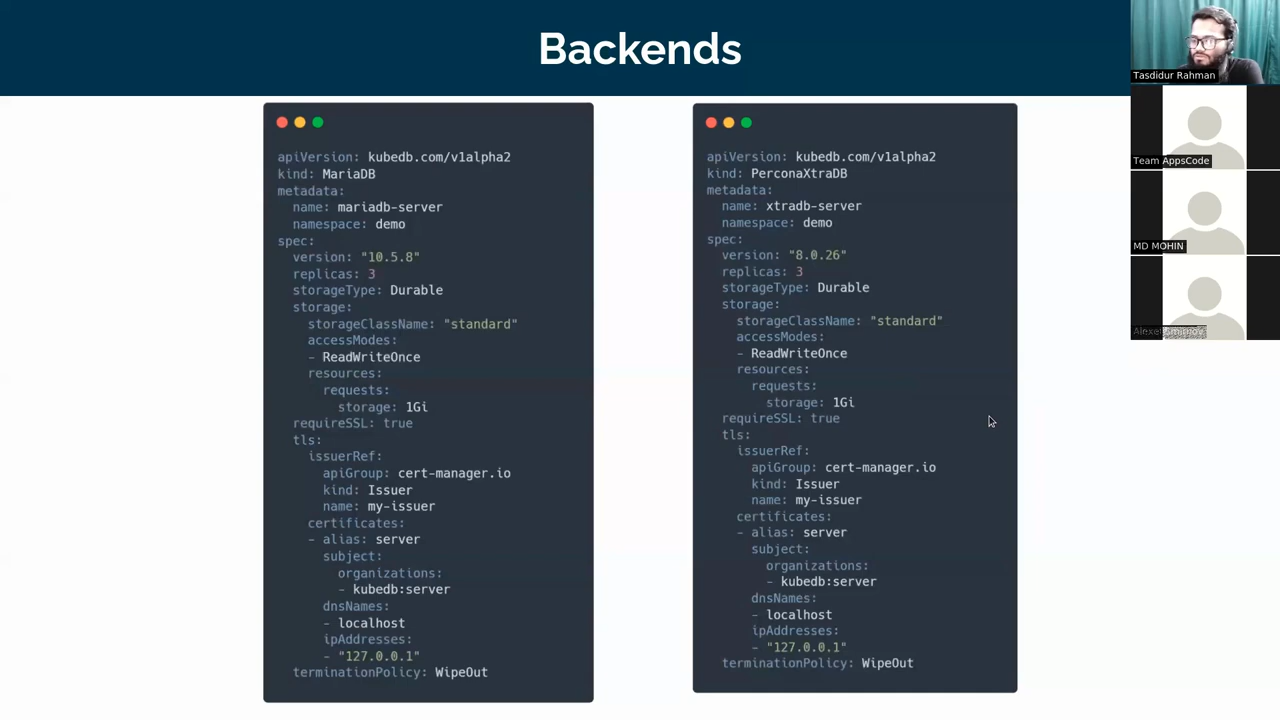 Backends
apiVersion: kubedb.com/v1alpha2
kind: MariaDB
metadata:
  name: mariadb-server
  namespace: demo
spec:
  version: "10.5.8"
  replicas: 3
  storageType: Durable
  storage:
    storageClassName: "standard"
    accessModes:
    - ReadWriteOnce
    resources:
      requests:
        storage: 1Gi
  requireSSL: true
  tls:
    issuerRef:
      apiGroup: cert-manager.io
      kind: Issuer
      name: my-issuer
    certificates:
    - alias: server
      subject:
        organizations:
        - kubedb:server
      dnsNames:
      - localhost
      ipAddresses:
      - "127.0.0.1"
  terminationPolicy: WipeOut
apiVersion: kubedb.com/v1alpha2
kind: PerconaXtraDB
metadata:
  name: xtradb-server
  namespace: demo
spec:
  version: "8.0.26"
  replicas: 3
  storageType: Durable
  storage:
    storageClassName: "standard"
    accessModes:
    - ReadWriteOnce
    resources:
      requests:
        storage: 1Gi
  requireSSL: true
  tls:
    issuerRef:
      apiGroup: cert-manager.io
      kind: Issuer
      name: my-issuer
    certificates:
    - alias: server
      subject:
        organizations:
        - kubedb:server
      dnsNames:
      - localhost
      ipAddresses:
      - "127.0.0.1"
  terminationPolicy: WipeOut
Tasdidur Rahman
Team AppsCode
MD MOHIN